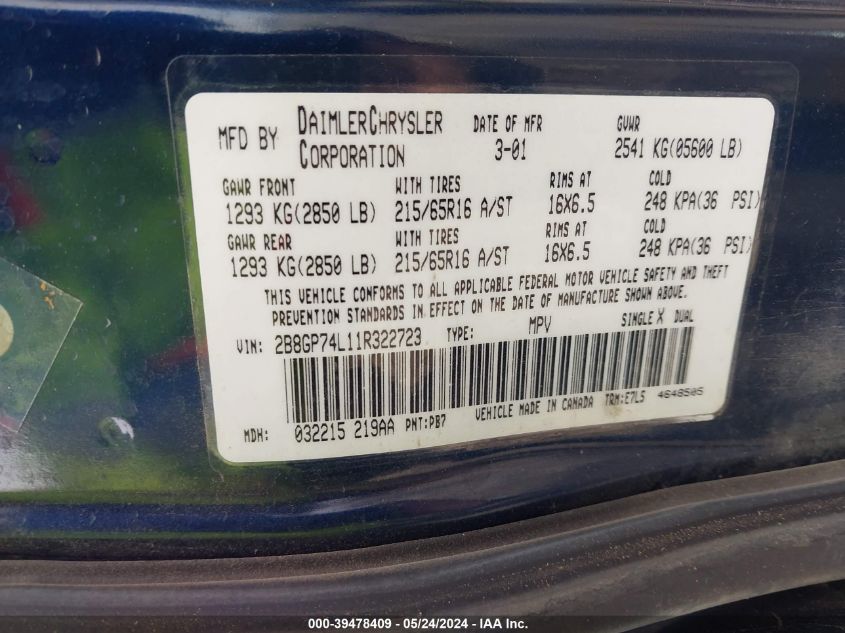 MFD BY DAIMLERCHRYSLER CORPORATION DATE OF MFR 3-01 GVWR 2541 KG(05600 LB)
GAWR FRONT WITH TIRES RIMS AT COLD
1293 KG(2850 LB) 215/65R16 A/ST 16X6.5 248 KPA(36 PSI)
GAWR REAR WITH TIRES RIMS AT COLD
1293 KG(2850 LB) 215/65R16 A/ST 16X6.5 248 KPA(36 PSI)
THIS VEHICLE CONFORMS TO ALL APPLICABLE FEDERAL MOTOR VEHICLE SAFETY AND THEFT
PREVENTION STANDARDS IN EFFECT ON THE DATE OF MANUFACTURE SHOWN ABOVE.
VIN: 2B8GP74L11R322723 TYPE: MPV SINGLE X DUAL
MDH: 032215 219AA PNT:PB7 VEHICLE MADE IN CANADA TRM:E7L5 4648505
000-39478409 - 05/24/2024 - IAA Inc.